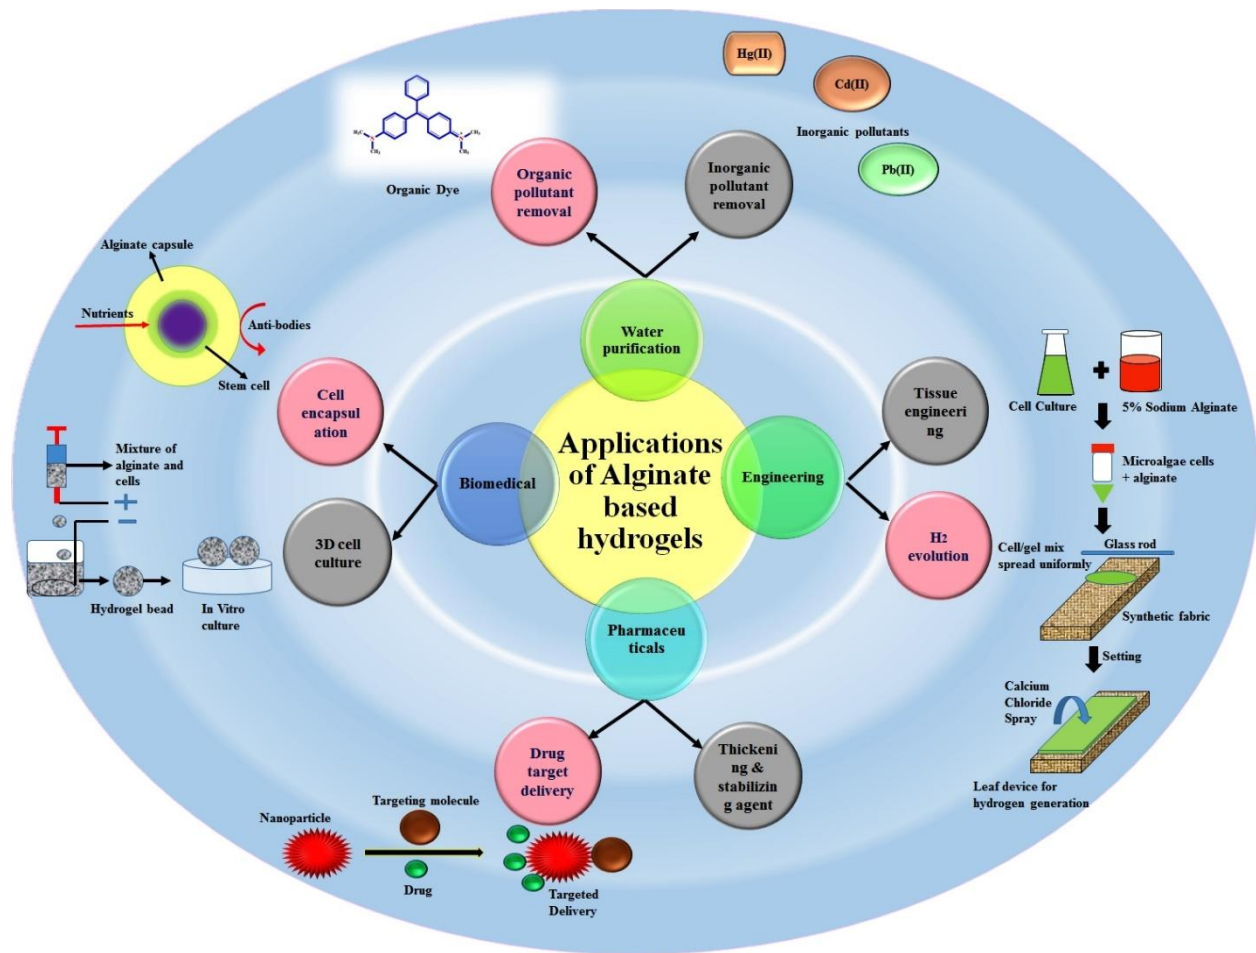 Hg(II)
Cd(II)
Inorganic pollutants
Pb(II)
H₃C
CH₃
CH₃
CH₃
Organic Dye
Organic
pollutant
removal
Inorganic
pollutant
removal
Alginate capsule
Nutrients
Anti-bodies
Stem cell
Water
purification
Cell
encapsul
ation
Tissue
engineeri
ng
Cell Culture
+
5% Sodium Alginate
Mixture of
alginate and
cells
+
−
Biomedical
Applications
of Alginate
based
hydrogels
Engineering
Microalgae cells
+ alginate
3D cell
culture
H2
evolution
Cell/gel mix
spread uniformly
Glass rod
Hydrogel bead
In Vitro
culture
Synthetic fabric
Pharmaceu
ticals
Setting
Calcium
Chloride
Spray
Leaf device for
hydrogen generation
Drug
target
delivery
Thickeni
ng &
stabilizin
g agent
Nanoparticle
Targeting molecule
Drug
Targeted
Delivery